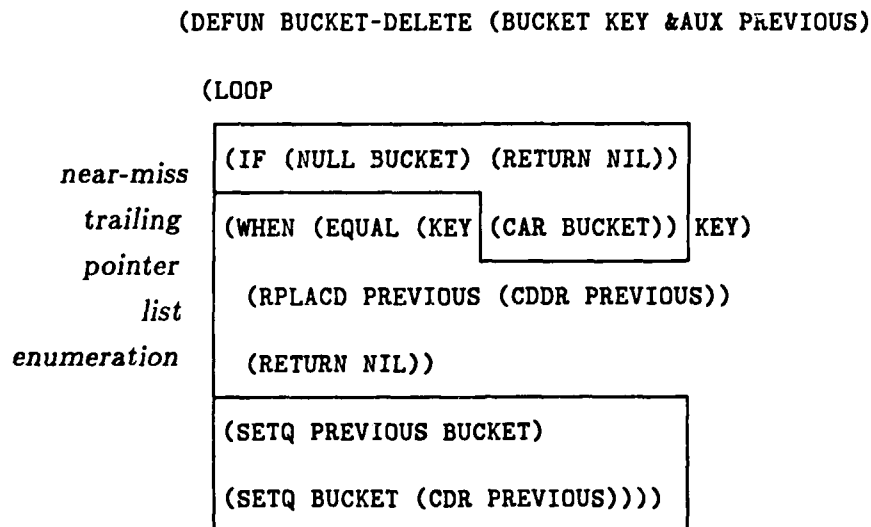 (DEFUN BUCKET-DELETE (BUCKET KEY &AUX PREVIOUS)
(LOOP
(IF (NULL BUCKET) (RETURN NIL))
near-miss
trailing
pointer
list
enumeration
(WHEN (EQUAL (KEY (CAR BUCKET)) KEY)
(RPLACD PREVIOUS (CDDR PREVIOUS))
(RETURN NIL))
(SETQ PREVIOUS BUCKET)
(SETQ BUCKET (CDR PREVIOUS))))